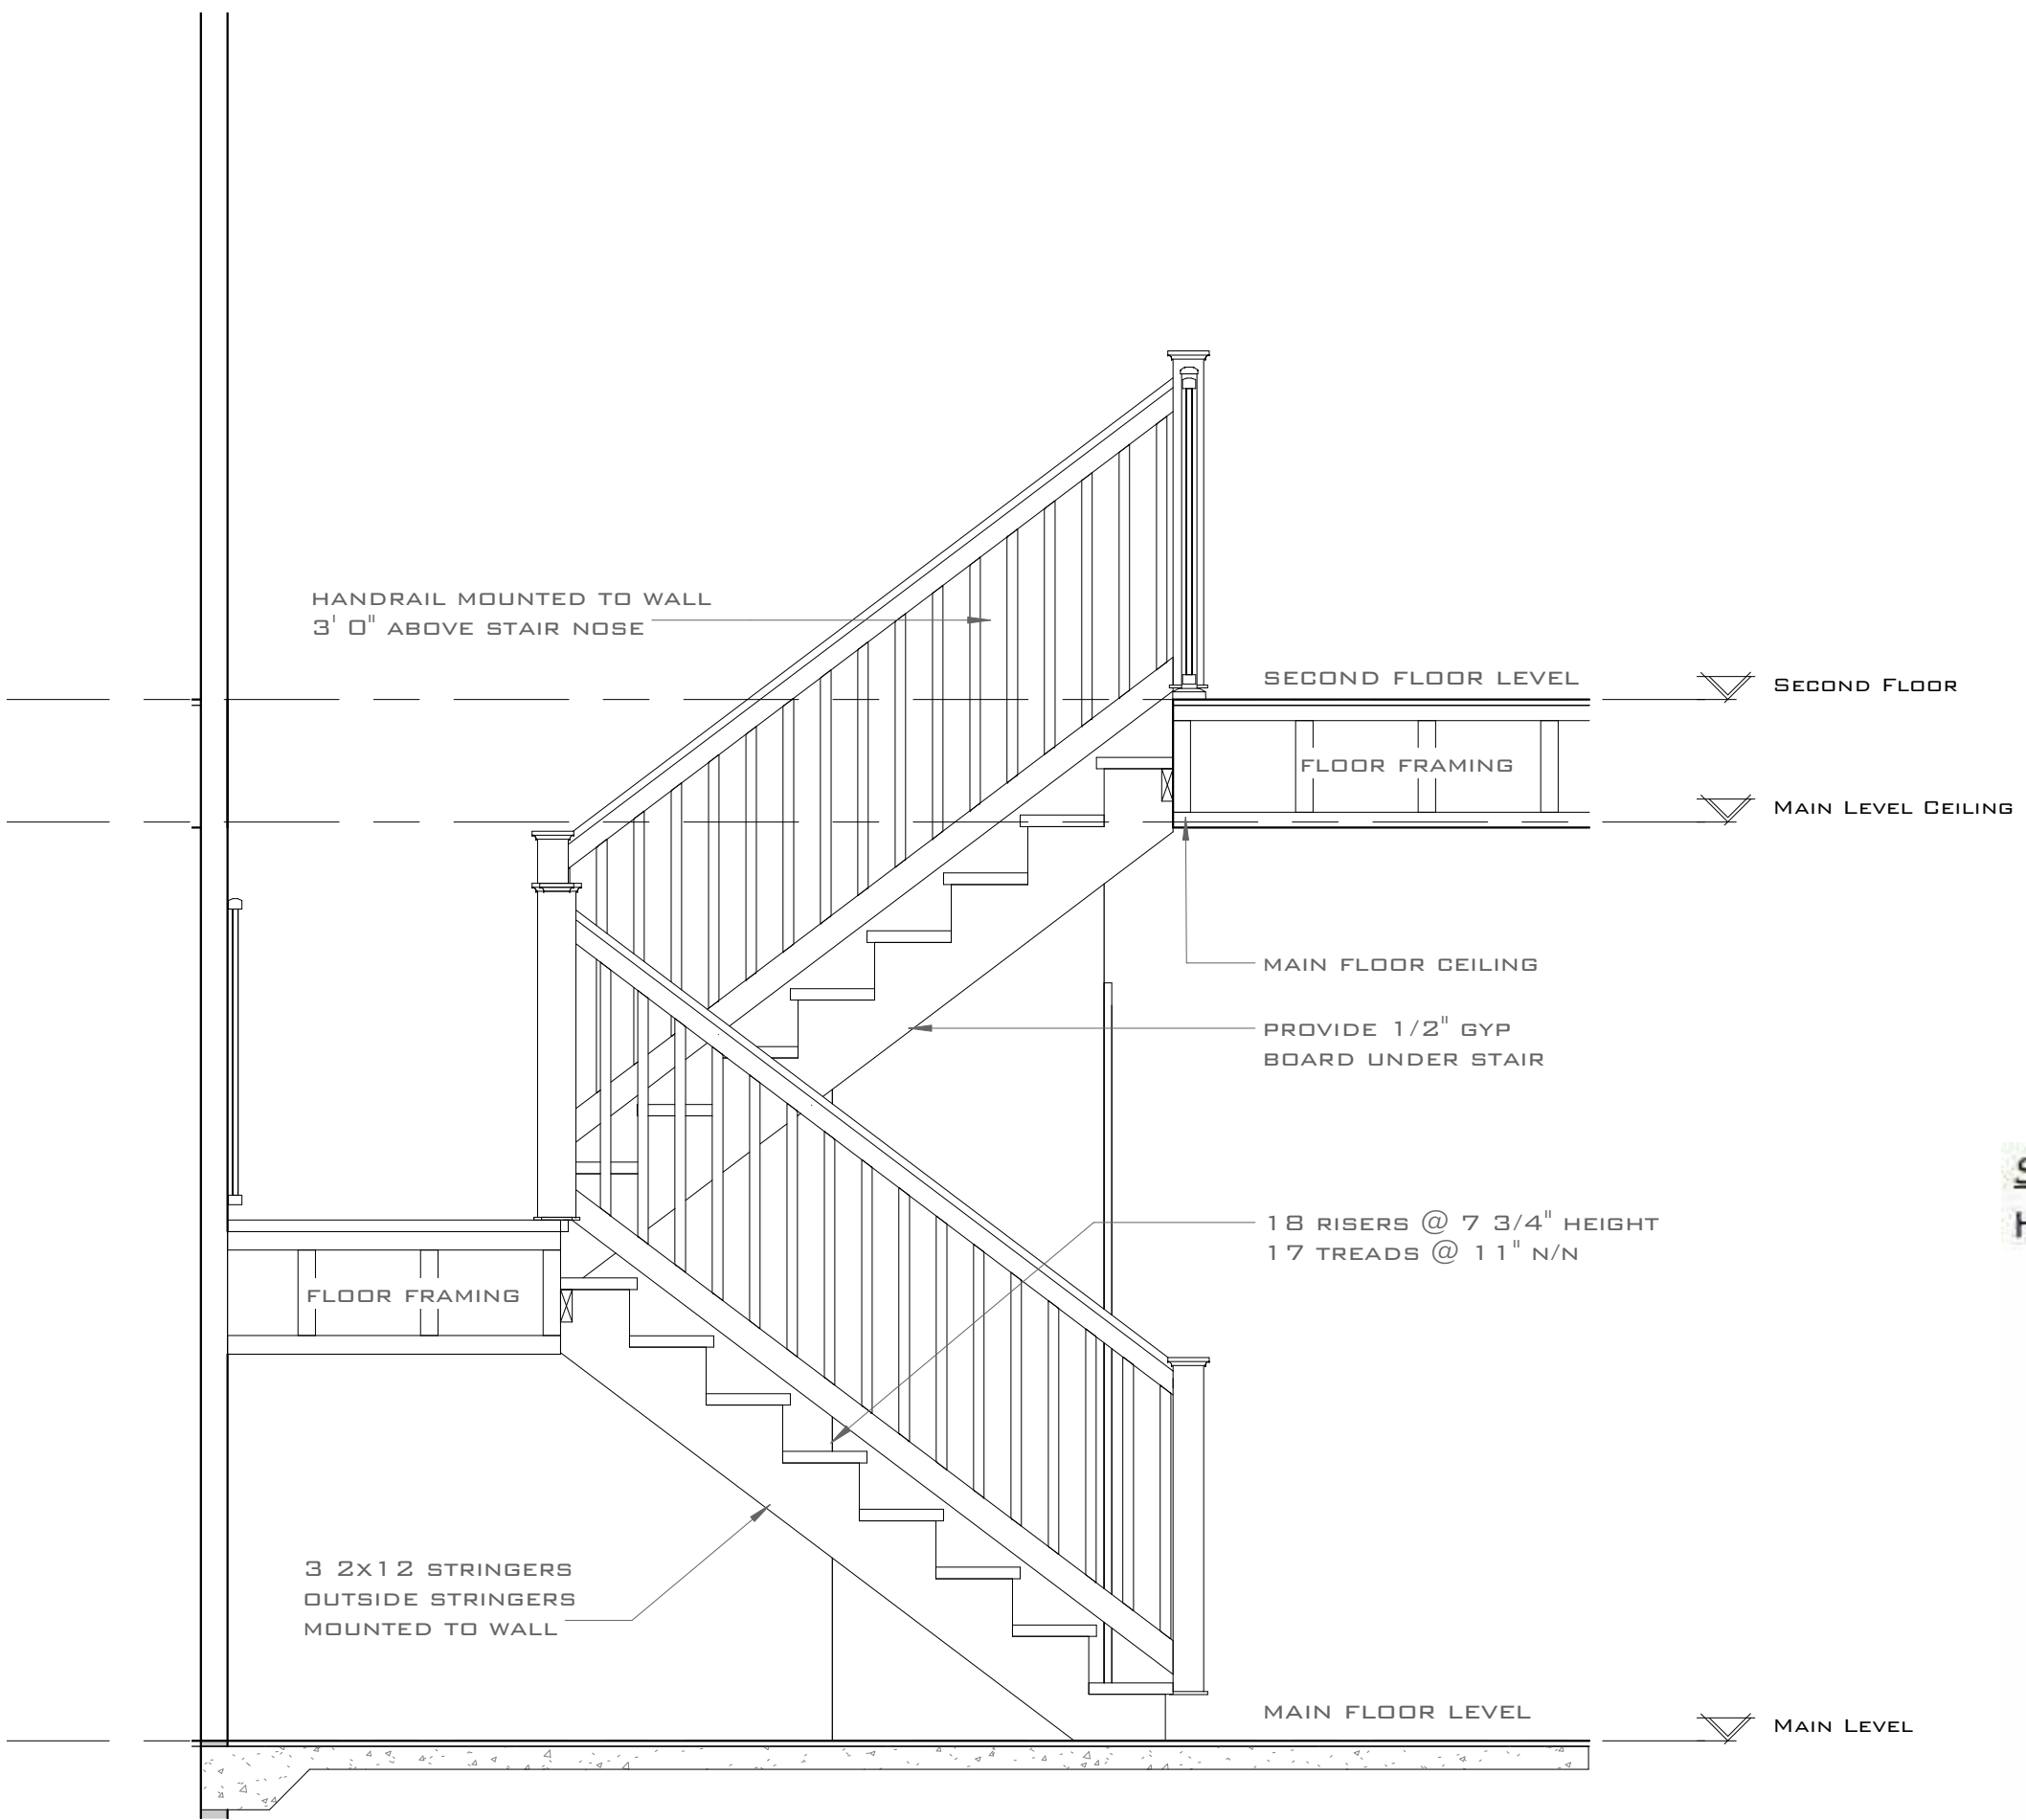 HANDRAIL MOUNTED TO WALL
3' 0" ABOVE STAIR NOSE
SECOND FLOOR LEVEL
SECOND FLOOR
FLOOR FRAMING
MAIN LEVEL CEILING
MAIN FLOOR CEILING
PROVIDE 1/2" GYP
BOARD UNDER STAIR
18 RISERS @ 7 3/4" HEIGHT
17 TREADS @ 11" N/N
FLOOR FRAMING
3 2X12 STRINGERS
OUTSIDE STRINGERS
MOUNTED TO WALL
MAIN FLOOR LEVEL
MAIN LEVEL